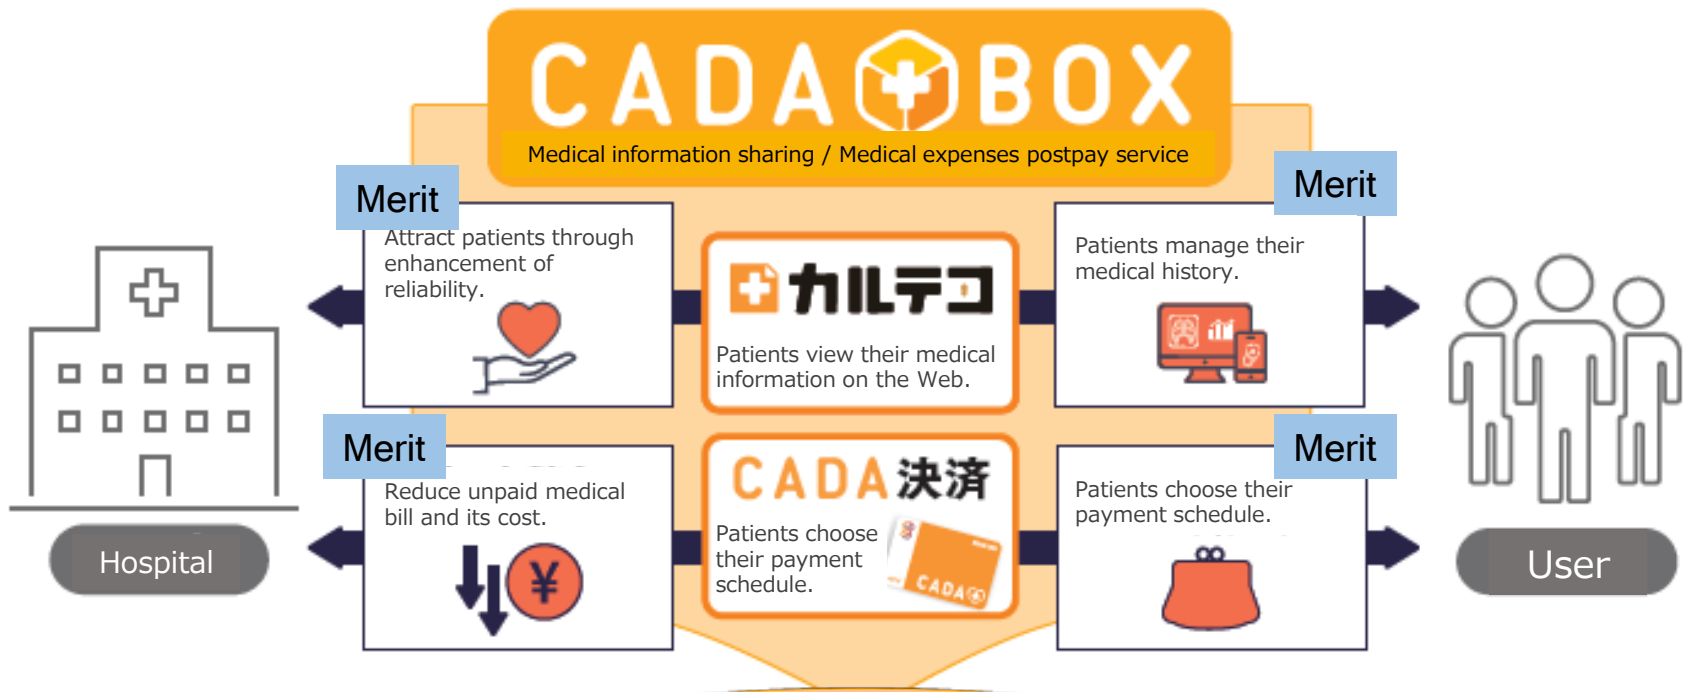 CADA BOX
Medical information sharing / Medical expenses postpay service
Merit
Attract patients through
enhancement of
reliability.
カルテコ
Patients view their medical
information on the Web.
Merit
Patients manage their
medical history.
Merit
Reduce unpaid medical
bill and its cost.
¥
CADA決済
Patients choose
their payment
schedule.
CADA
Merit
Patients choose their
payment schedule.
Hospital
User